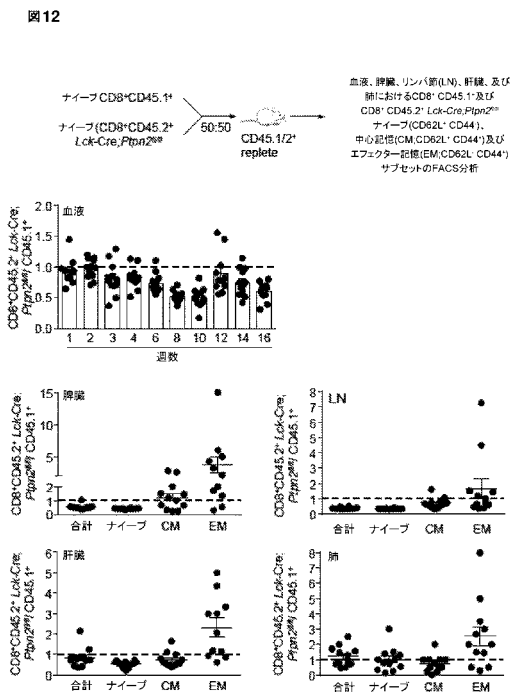 図12
ナイーブCD8⁺CD45.1⁺
ナイーブ(CD8⁺CD45.2⁺
Lck-Cre;Ptpn2fl/fl
50:50
CD45.1/2⁺
replete
血液、脾臓、リンパ節(LN)、肝臓、及び
肺におけるCD8⁺ CD45.1⁺及び
CD8⁺ CD45.2⁺ Lck-Cre;Ptpn2fl/fl
ナイーブ(CD62L⁺ CD44⁻)、
中心記憶(CM;CD62L⁺ CD44⁺)及び
エフェクター記憶(EM;CD62L⁻ CD44⁺)
サブセットのFACS分析
CD8⁺CD45.2⁺ Lck-Cre;
Ptpn2fl/fl/ CD45.1⁺
血液
2.0
1.5
1.0
0.5
0.0
1 2 3 4 6 8 10 12 14 16
週数
CD8⁺CD45.2⁺ Lck-Cre;
Ptpn2fl/fl/ CD45.1⁺
脾臓
15
10
5
2
1
0
合計 ナイーブ CM EM
CD8⁺CD45.2⁺ Lck-Cre;
Ptpn2fl/fl/ CD45.1⁺
LN
8
7
6
5
4
3
2
1
0
合計 ナイーブ CM EM
CD8⁺CD45.2⁺ Lck-Cre;
Ptpn2fl/fl/ CD45.1⁺
肝臓
6
5
4
3
2
1
0
合計 ナイーブ CM EM
CD8⁺CD45.2⁺ Lck-Cre;
Ptpn2fl/fl/ CD45.1⁺
肺
8
7
6
5
4
3
2
1
0
合計 ナイーブ CM EM